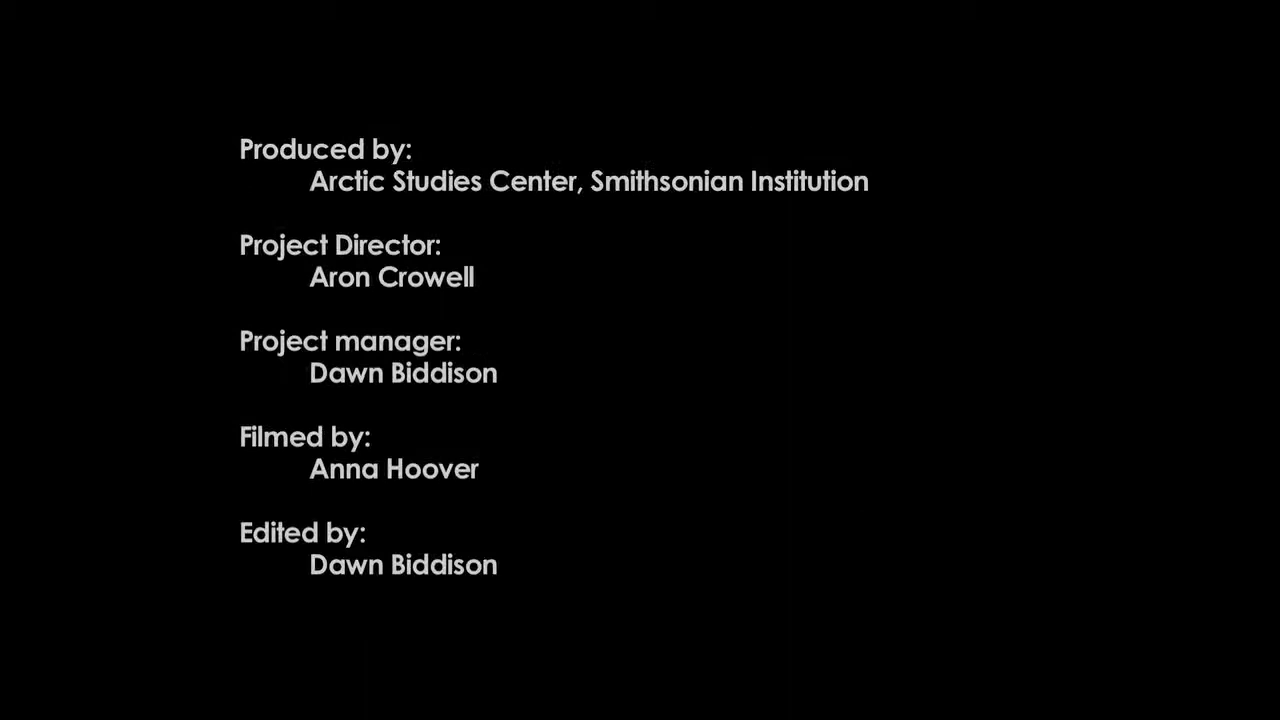 Produced by:
Arctic Studies Center, Smithsonian Institution
Project Director:
Aron Crowell
Project manager:
Dawn Biddison
Filmed by:
Anna Hoover
Edited by:
Dawn Biddison